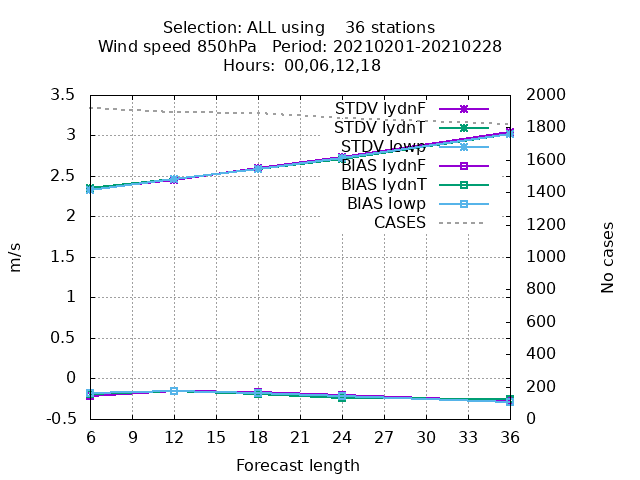 Selection: ALL using    36 stations
Wind speed 850hPa   Period: 20210201-20210228
Hours: 00,06,12,18
3.5
3
2.5
2
1.5
1
0.5
0
-0.5
m/s
STDV lydnF
STDV lydnT
STDV lowp
BIAS lydnF
BIAS lydnT
BIAS lowp
CASES
2000
1800
1600
1400
1200
1000
800
600
400
200
0
No cases
6 9 12 15 18 21 24 27 30 33 36
Forecast length